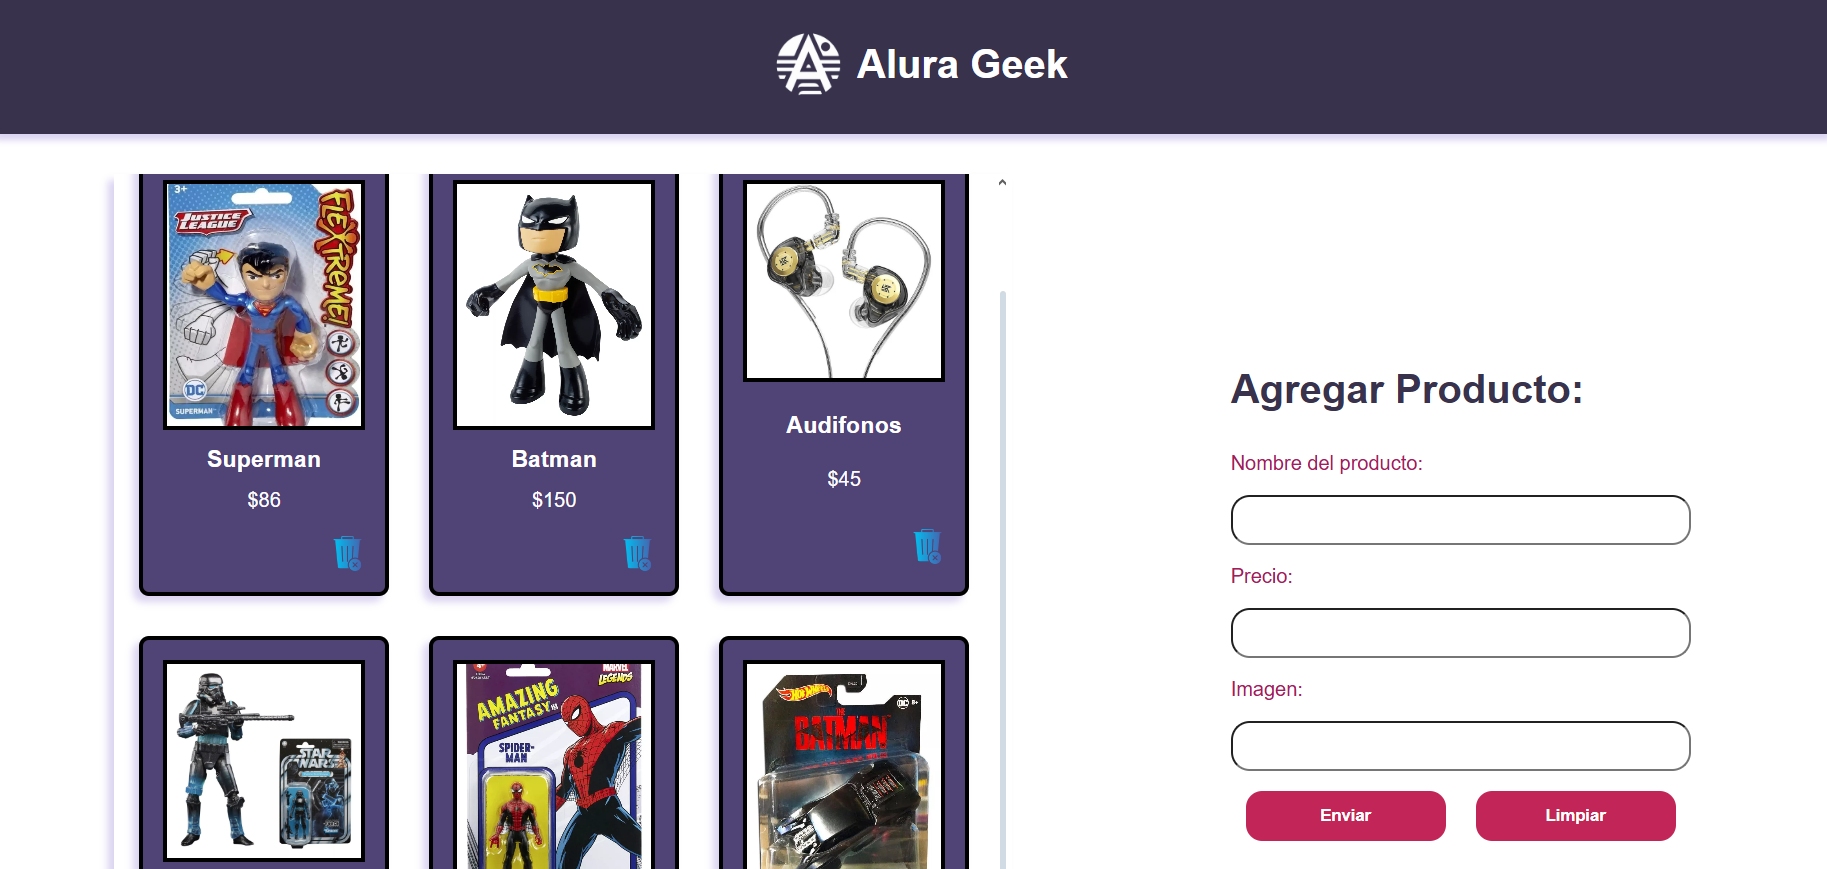 Alura Geek
3+
JUSTICE
LEAGUE
FLEXTREME!
DC
SUPERMAN
Superman
$86
Batman
$150
Audifonos
$45
STAR
WARS
MARVEL
LEGENDS
AMAZING
FANTASY
SPIDER-
MAN
HOT WHEELS
DC
THE
BATMAN
Agregar Producto:
Nombre del producto:
Precio:
Imagen:
Enviar
Limpiar